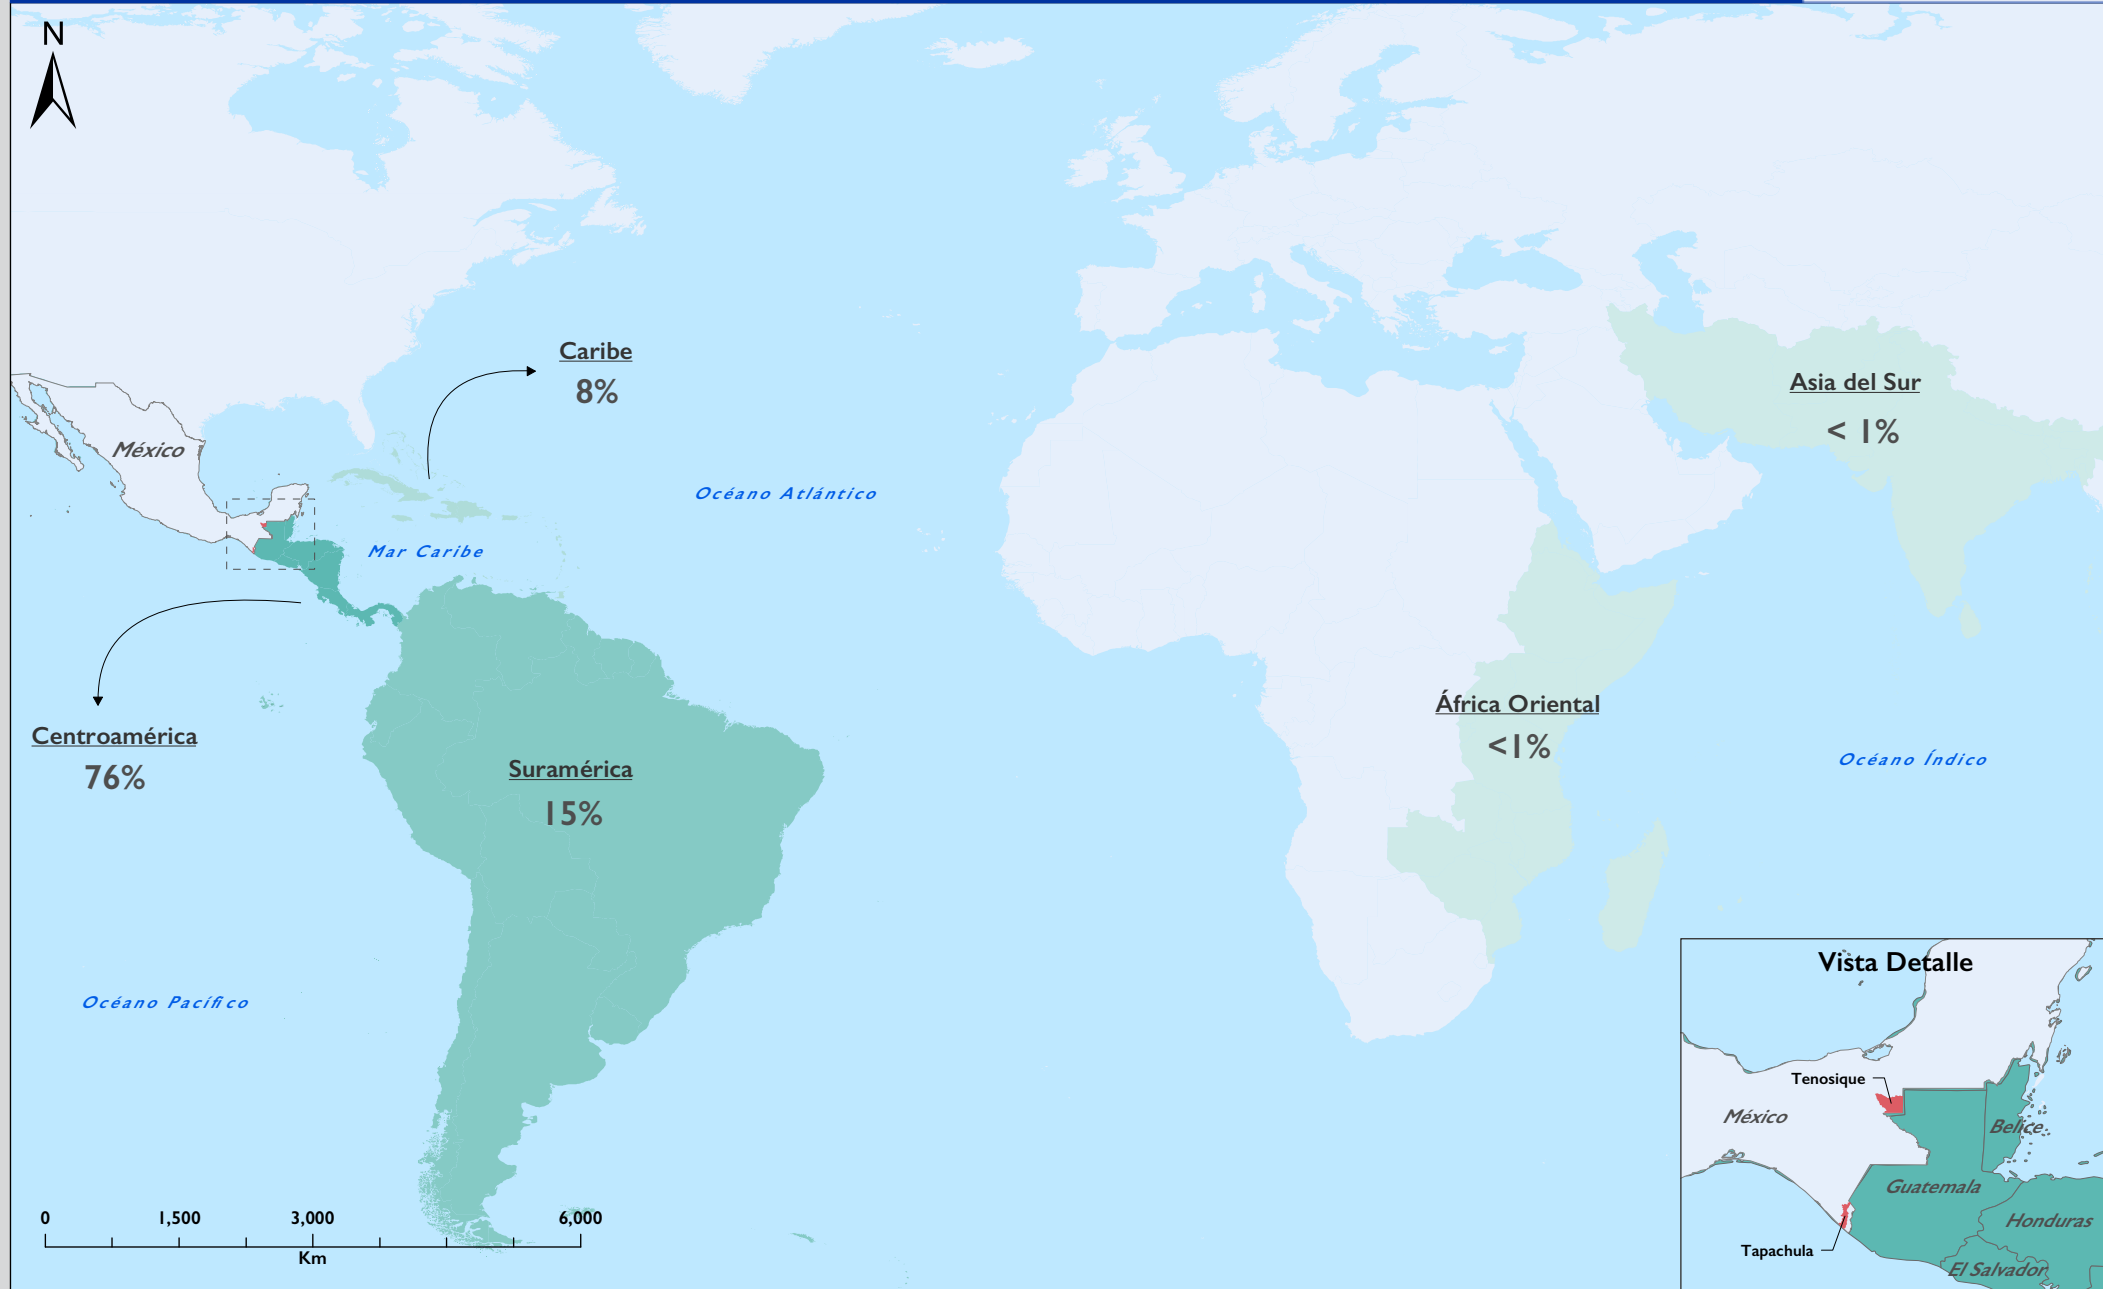 N
Caribe
8%
Asia del Sur
< 1%
México
Océano Atlántico
Mar Caribe
África Oriental
<1%
Centroamérica
76%
Suramérica
15%
Océano Índico
Océano Pacífico
0 1,500 3,000 6,000
Km
Vista Detalle
Tenosique
México
Belice
Guatemala
Honduras
Tapachula
El Salvador